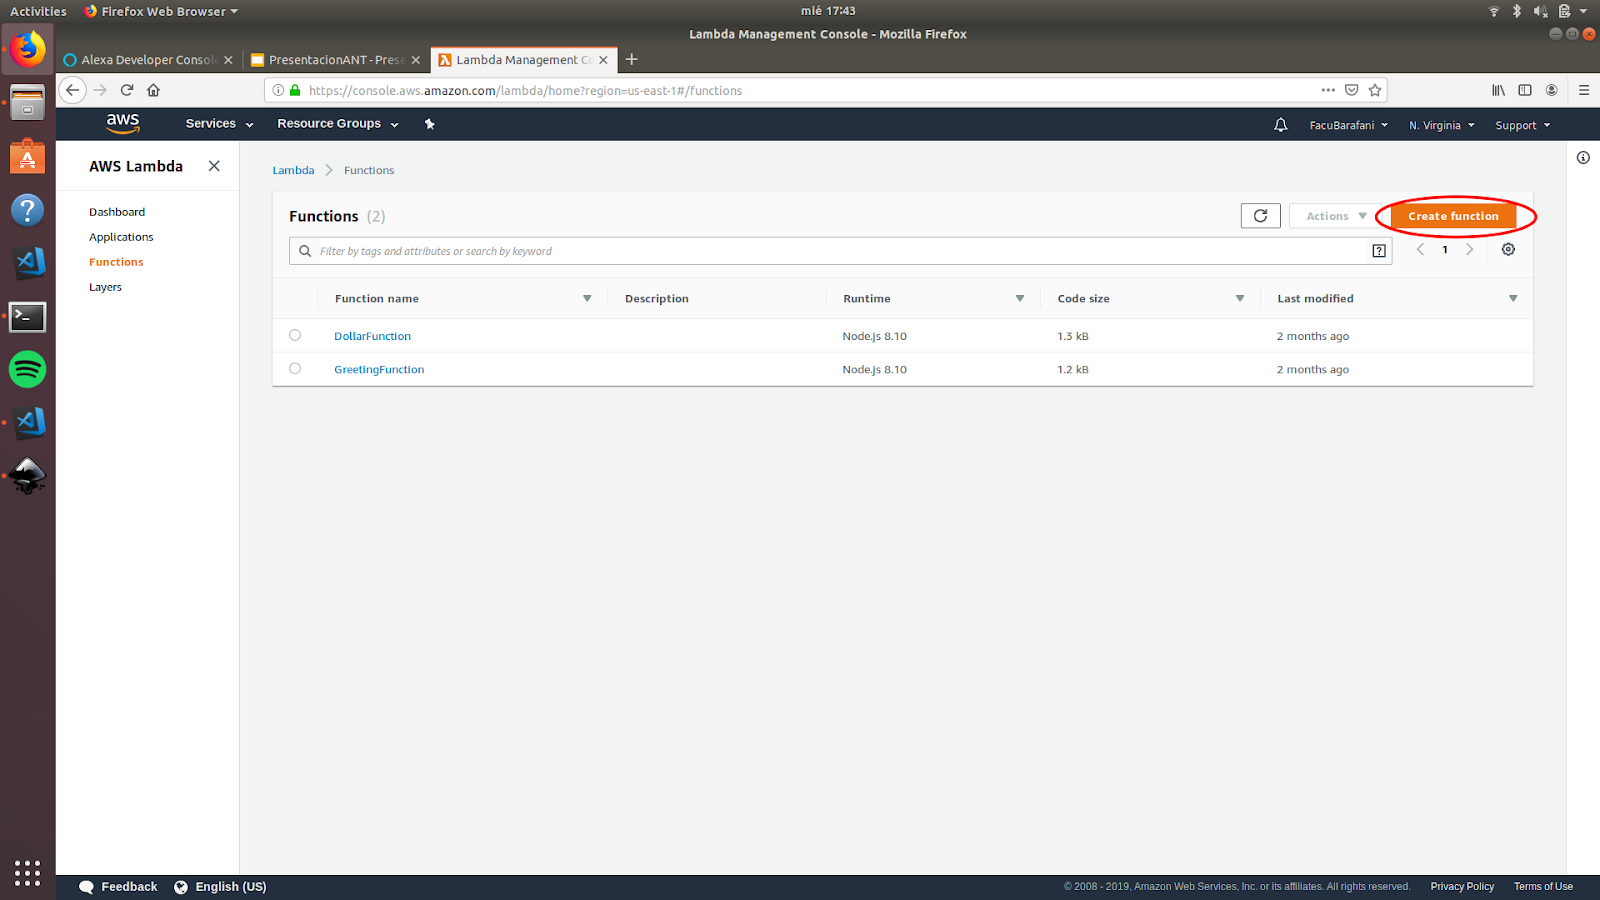 Activities Firefox Web Browser mié 17:43
Lambda Management Console - Mozilla Firefox
Alexa Developer Console PresentacionANT - Prese Lambda Management Co
https://console.aws.amazon.com/lambda/home?region=us-east-1#/functions
aws Services Resource Groups FacuBarafani N. Virginia Support
AWS Lambda
Dashboard
Applications
Functions
Layers
Lambda Functions
Functions (2) Actions Create function
Filter by tags and attributes or search by keyword 1
Function name Description Runtime Code size Last modified
DollarFunction Node.js 8.10 1.3 kB 2 months ago
GreetingFunction Node.js 8.10 1.2 kB 2 months ago
Feedback English (US) © 2008 - 2019, Amazon Web Services, Inc. or its affiliates. All rights reserved. Privacy Policy Terms of Use